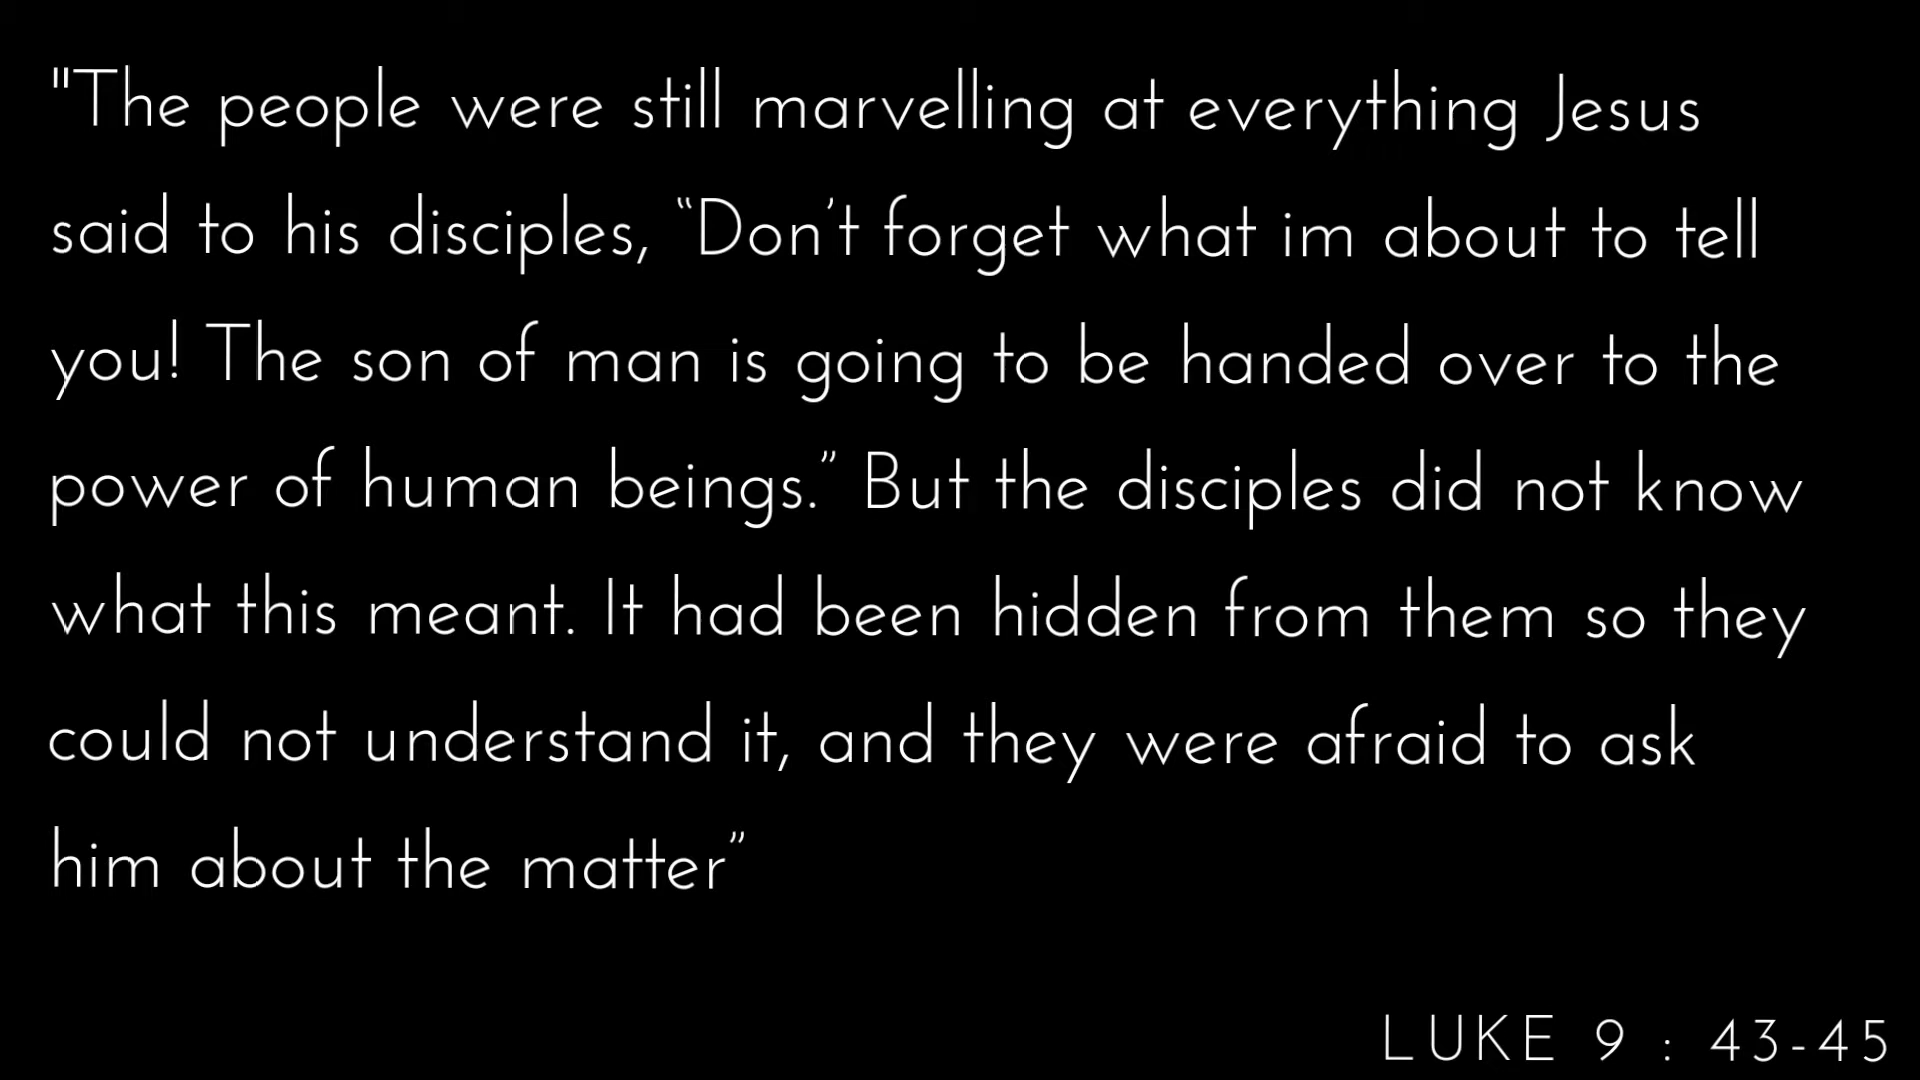 "The people were still marvelling at everything Jesus
said to his disciples, “Don’t forget what im about to tell
you! The son of man is going to be handed over to the
power of human beings.” But the disciples did not know
what this meant. It had been hidden from them so they
could not understand it, and they were afraid to ask
him about the matter”
LUKE 9 : 43-45